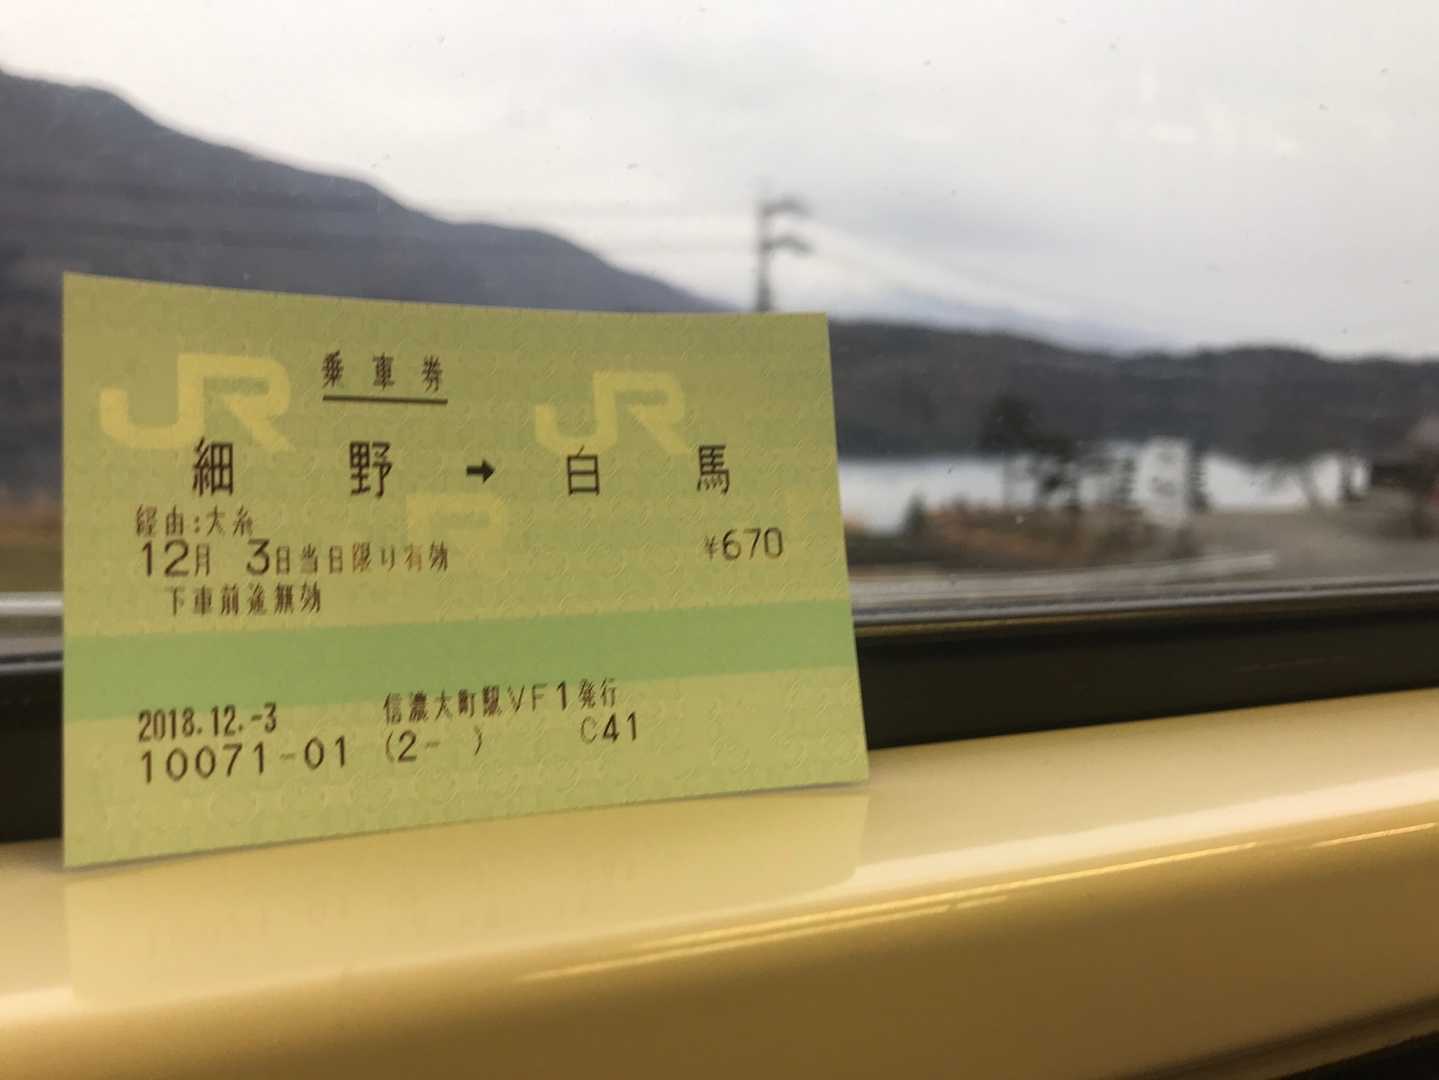 乗車券
細野→白馬
経由:大糸
12月 3日当日限り有効 ¥670
下車前途無効
2018.12.-3 信濃大町駅VF1発行
10071-01 (2- ) C41
JR JR